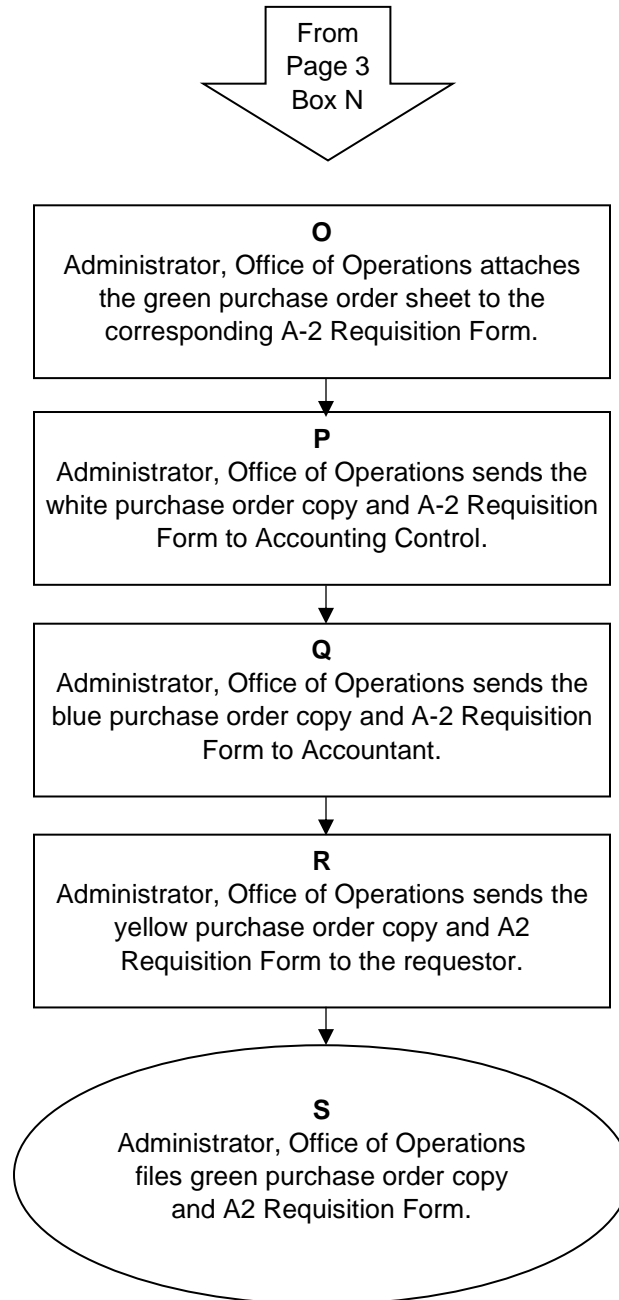 From
Page 3
Box N
O
Administrator, Office of Operations attaches
the green purchase order sheet to the
corresponding A-2 Requisition Form.
P
Administrator, Office of Operations sends the
white purchase order copy and A-2 Requisition
Form to Accounting Control.
Q
Administrator, Office of Operations sends the
blue purchase order copy and A-2 Requisition
Form to Accountant.
R
Administrator, Office of Operations sends the
yellow purchase order copy and A2
Requisition Form to the requestor.
S
Administrator, Office of Operations
files green purchase order copy
and A2 Requisition Form.